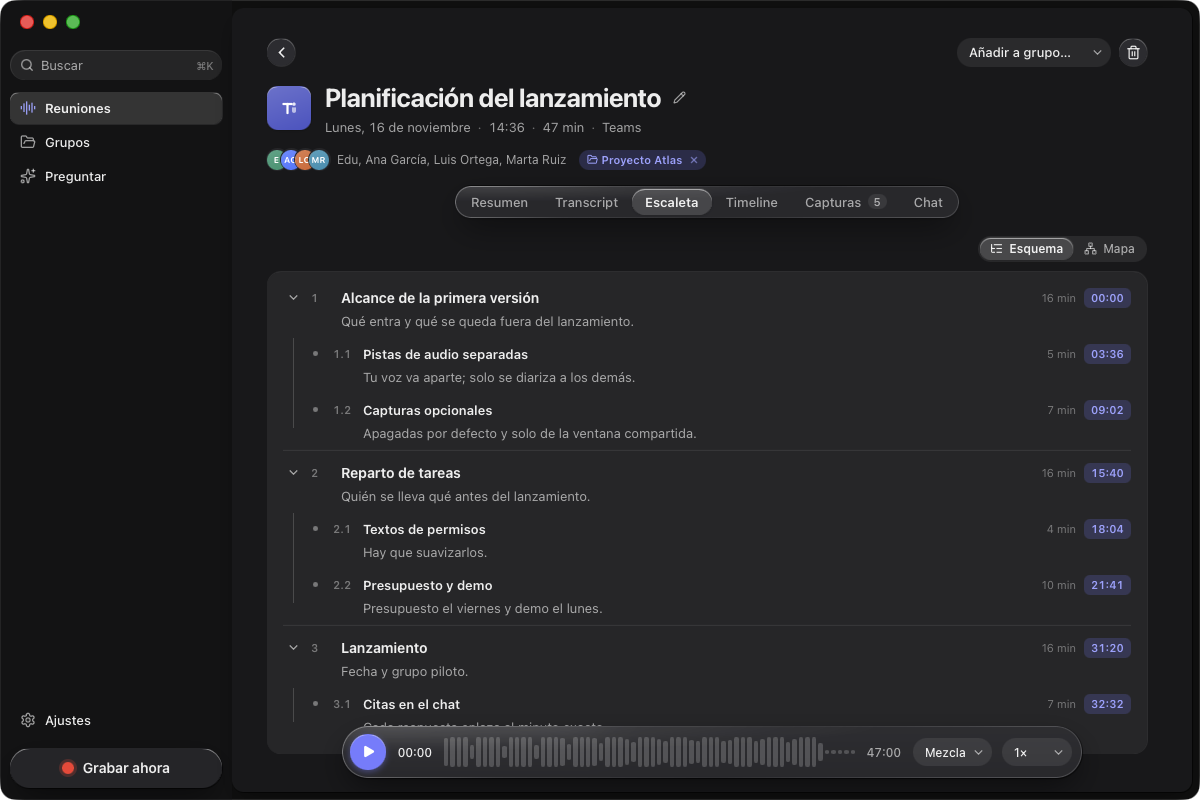 Buscar ⌘K
Reuniones
Grupos
Preguntar
Ajustes
Grabar ahora
Añadir a grupo...
Planificación del lanzamiento
Lunes, 16 de noviembre · 14:36 · 47 min · Teams
E AG LO MR Edu, Ana García, Luis Ortega, Marta Ruiz Proyecto Atlas ×
Resumen Transcript Escaleta Timeline Capturas 5 Chat
Esquema Mapa
1 Alcance de la primera versión 16 min 00:00
Qué entra y qué se queda fuera del lanzamiento.
1.1 Pistas de audio separadas 5 min 03:36
Tu voz va aparte; solo se diariza a los demás.
1.2 Capturas opcionales 7 min 09:02
Apagadas por defecto y solo de la ventana compartida.
2 Reparto de tareas 16 min 15:40
Quién se lleva qué antes del lanzamiento.
2.1 Textos de permisos 4 min 18:04
Hay que suavizarlos.
2.2 Presupuesto y demo 10 min 21:41
Presupuesto el viernes y demo el lunes.
3 Lanzamiento 16 min 31:20
Fecha y grupo piloto.
3.1 Citas en el chat 7 min 32:32
00:00 47:00 Mezcla 1×